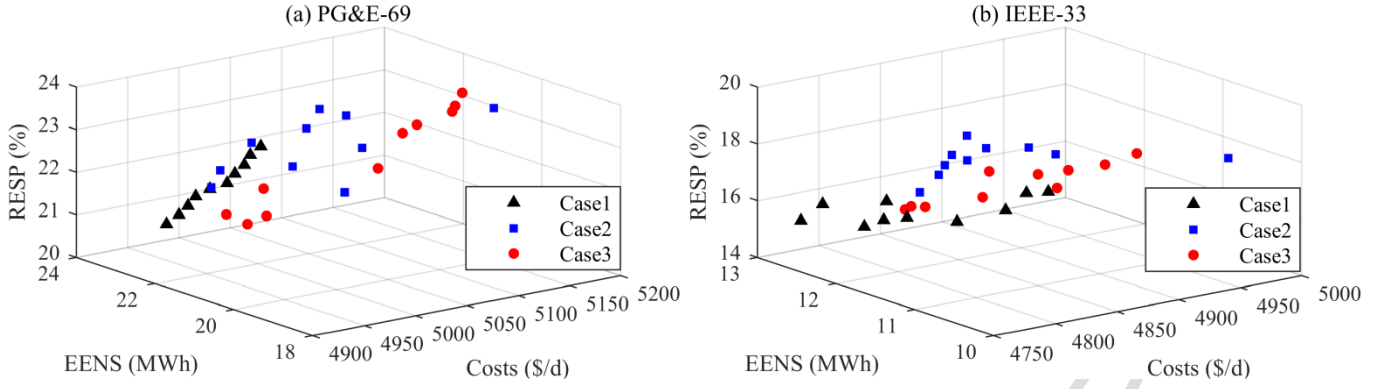 (a) PG&E-69
RESP (%)
24
23
22
21
20
24
22
20
18
EENS (MWh)
4900
4950
5000
5050
5100
5150
5200
Costs ($/d)
Case1
Case2
Case3
(b) IEEE-33
RESP (%)
20
18
16
14
13
12
11
10
EENS (MWh)
4750
4800
4850
4900
4950
5000
Costs ($/d)
Case1
Case2
Case3